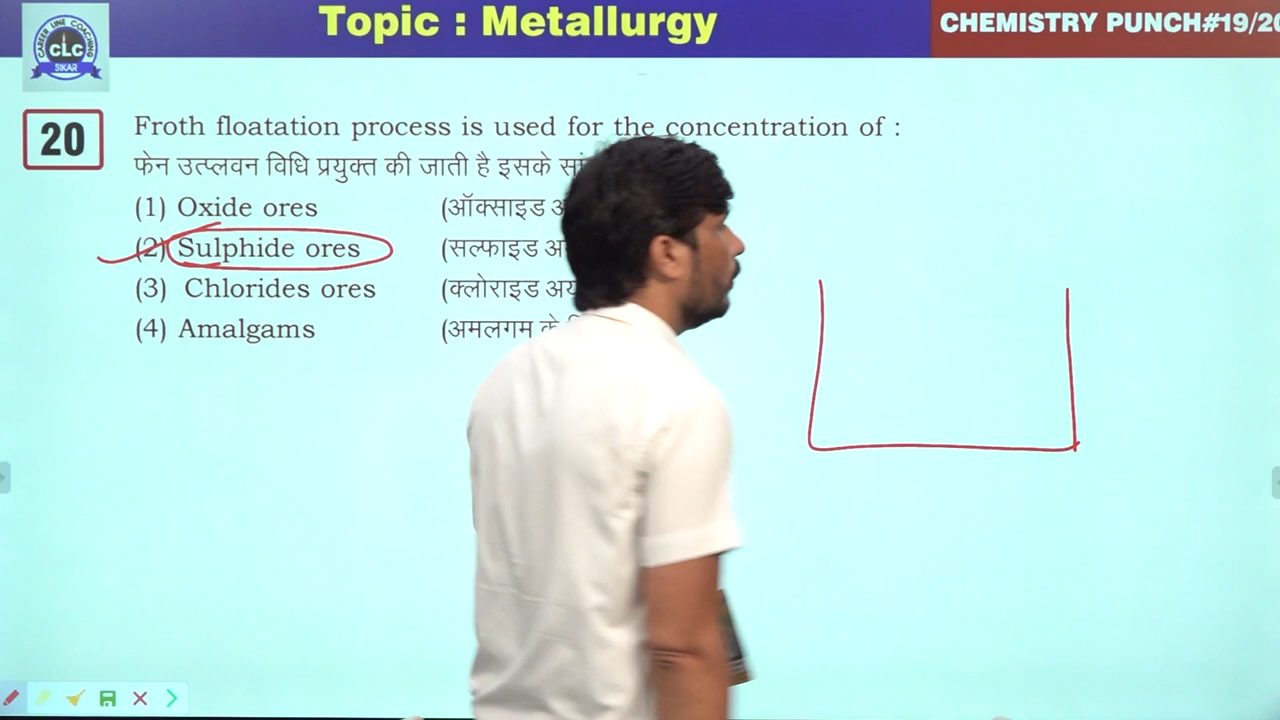 Topic : Metallurgy
CHEMISTRY PUNCH#19/20
CAREER LINE COACHING
CLC
SIKAR
20
Froth floatation process is used for the concentration of :
फेन उत्प्लवन विधि प्रयुक्त की जाती है इसके
(1) Oxide ores (ऑक्साइड
(2) Sulphide ores (सल्फाइड
(3) Chlorides ores (क्लोराइड
(4) Amalgams (अमलगम के